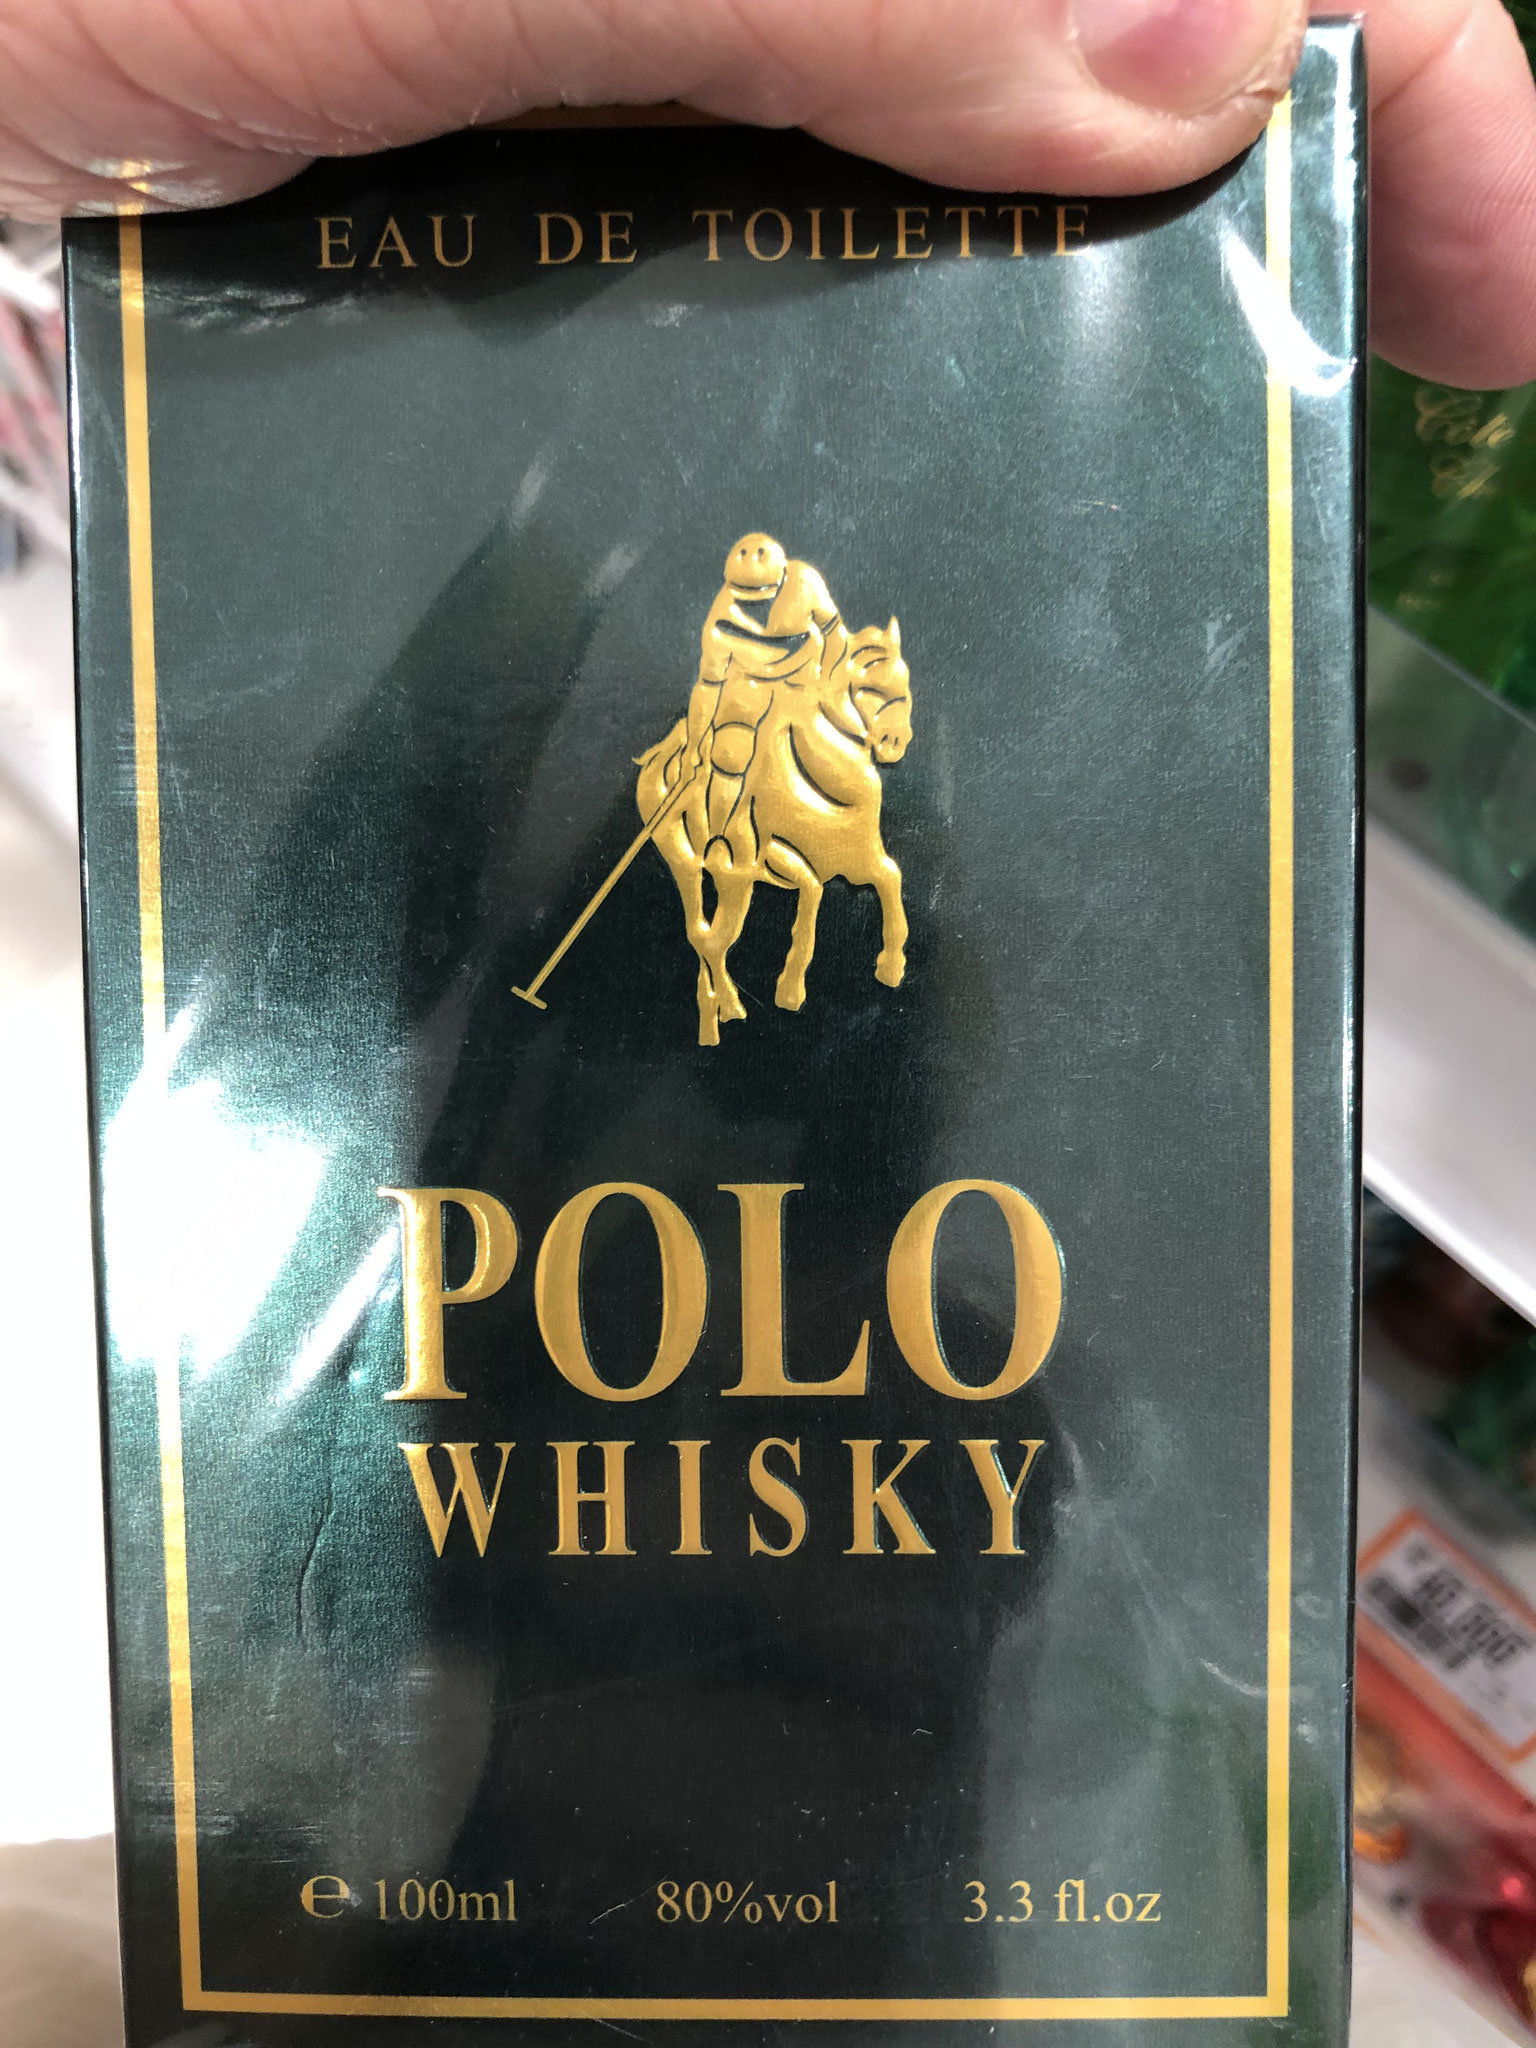 EAU DE TOILETTE
POLO
WHISKY
℮ 100ml 80%vol 3.3 fl.oz